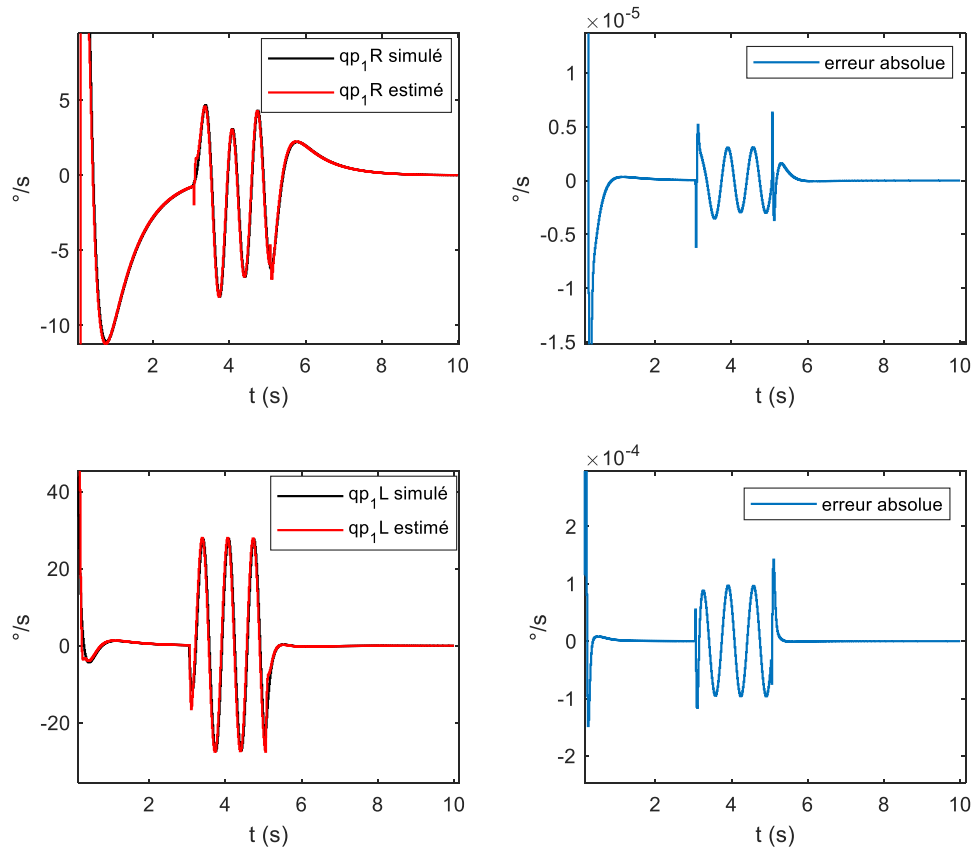 qp₁R simulé
qp₁R estimé
5
0
-5
-10
°/s
2
4
6
8
10
t (s)
×10⁻⁵
erreur absolue
1
0.5
0
-0.5
-1
-1.5
°/s
2
4
6
8
10
t (s)
qp₁L simulé
qp₁L estimé
40
20
0
-20
°/s
2
4
6
8
10
t (s)
×10⁻⁴
erreur absolue
2
1
0
-1
-2
°/s
2
4
6
8
10
t (s)